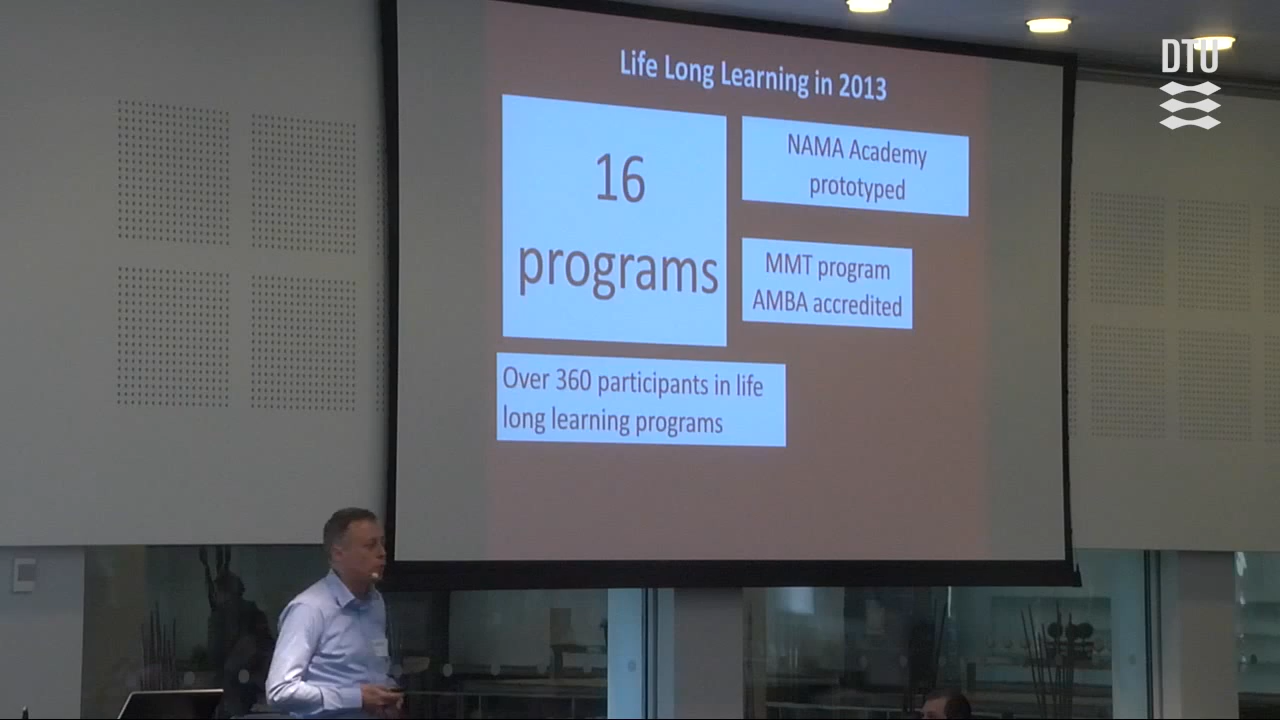 Life Long Learning in 2013
16
programs
NAMA Academy
prototyped
MMT program
AMBA accredited
Over 360 participants in life
long learning programs
DTU